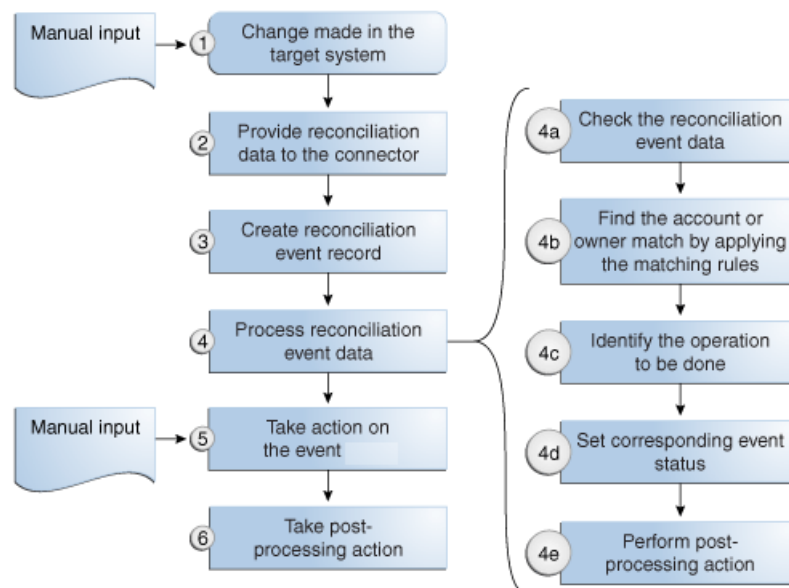 Manual input
1
Change made in the
target system
2
Provide reconciliation
data to the connector
3
Create reconciliation
event record
4
Process reconciliation
event data
Manual input
5
Take action on
the event
6
Take post-
processing action
4a
Check the reconciliation
event data
4b
Find the account or
owner match by applying
the matching rules
4c
Identify the operation
to be done
4d
Set corresponding event
status
4e
Perform post-
processing action